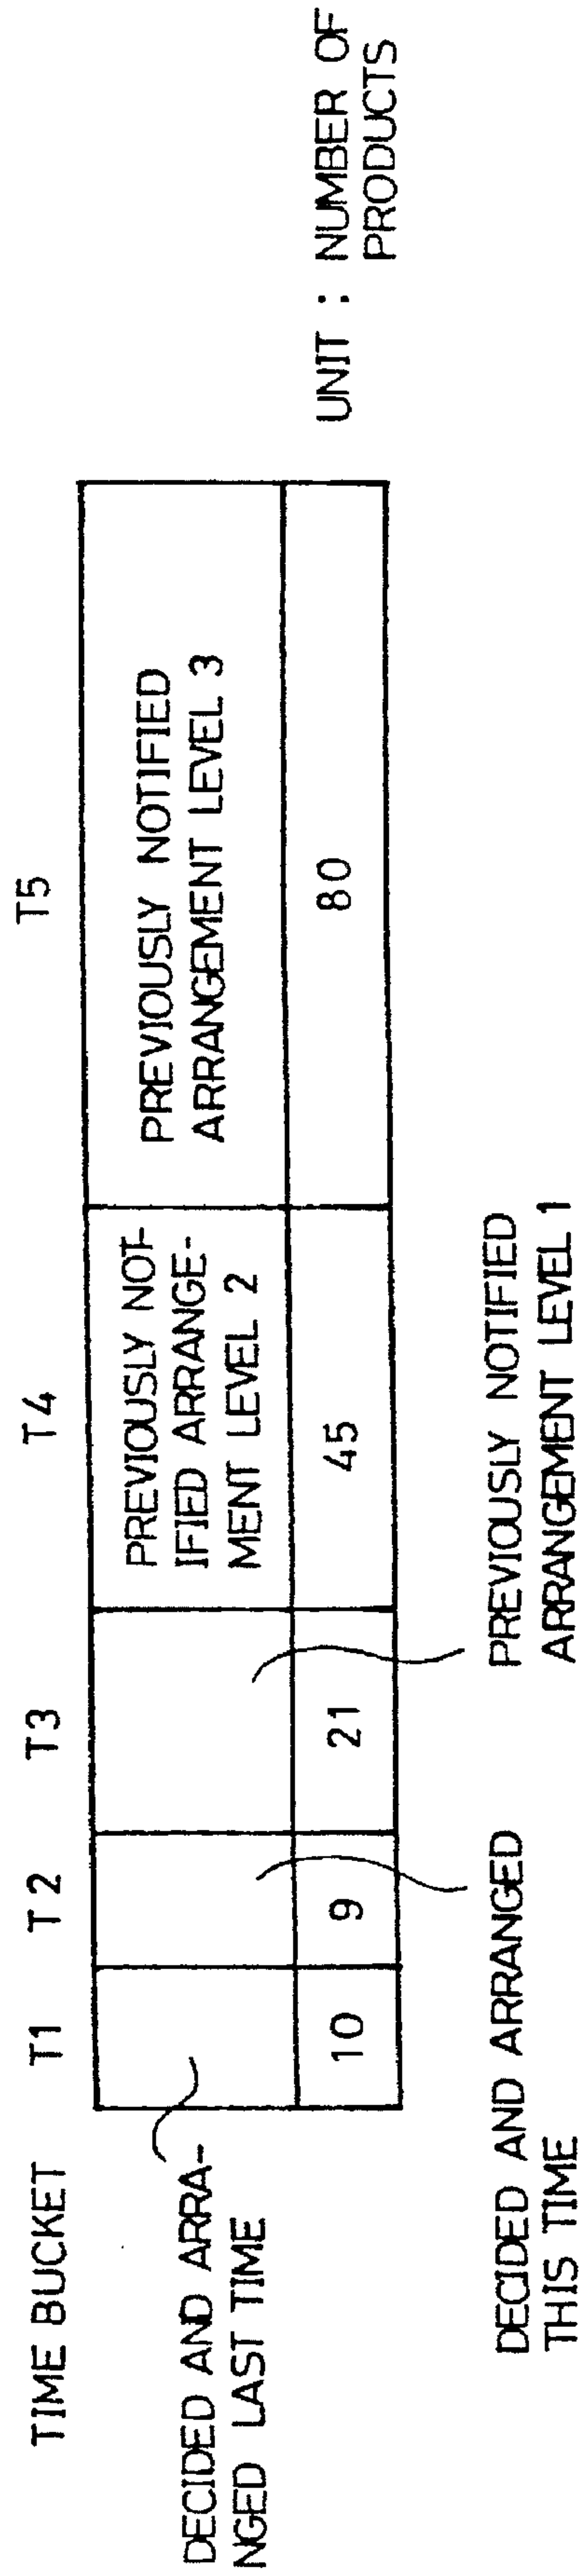 TIME BUCKET T1 T2 T3 T4 T5
DECIDED AND ARRA-
NGED LAST TIME
PREVIOUSLY NOT-
IFIED ARRANGE-
MENT LEVEL 2
PREVIOUSLY NOTIFIED
ARRANGEMENT LEVEL 3
10 9 21 45 80
UNIT : NUMBER OF
PRODUCTS
DECIDED AND ARRANGED
THIS TIME
PREVIOUSLY NOTIFIED
ARRANGEMENT LEVEL 1